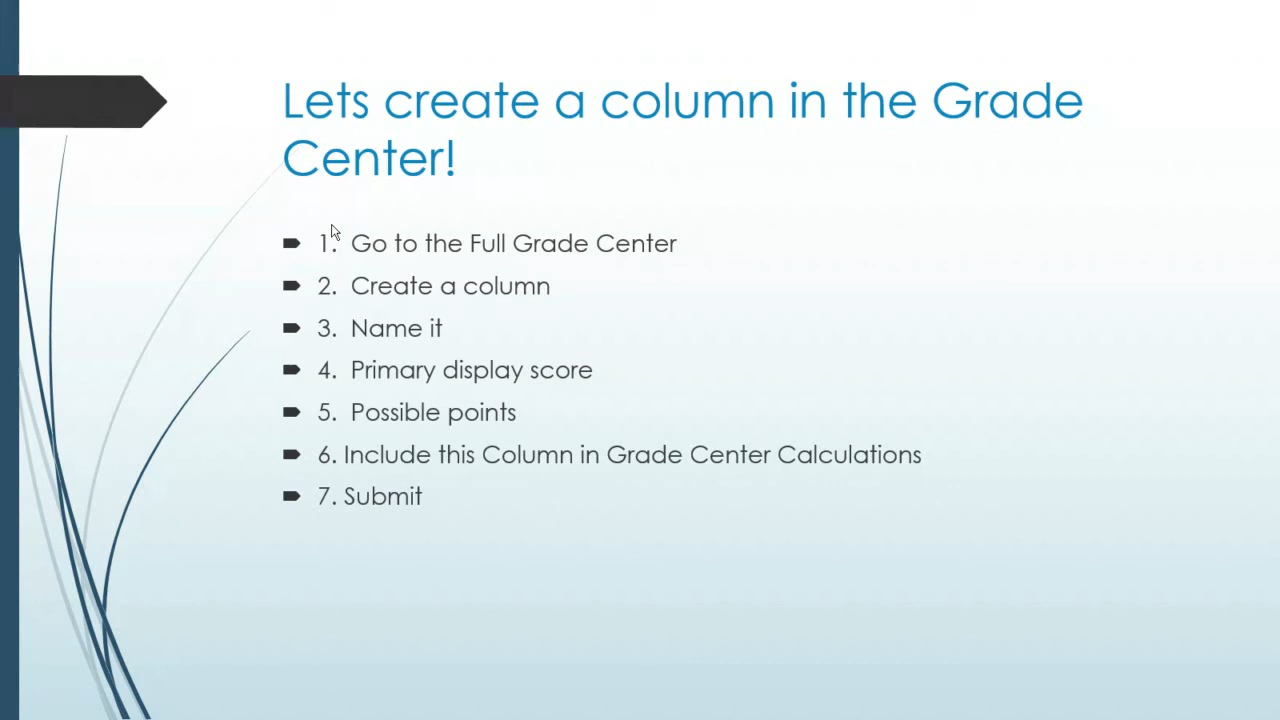 Lets create a column in the Grade
Center!
1. Go to the Full Grade Center
2. Create a column
3. Name it
4. Primary display score
5. Possible points
6. Include this Column in Grade Center Calculations
7. Submit